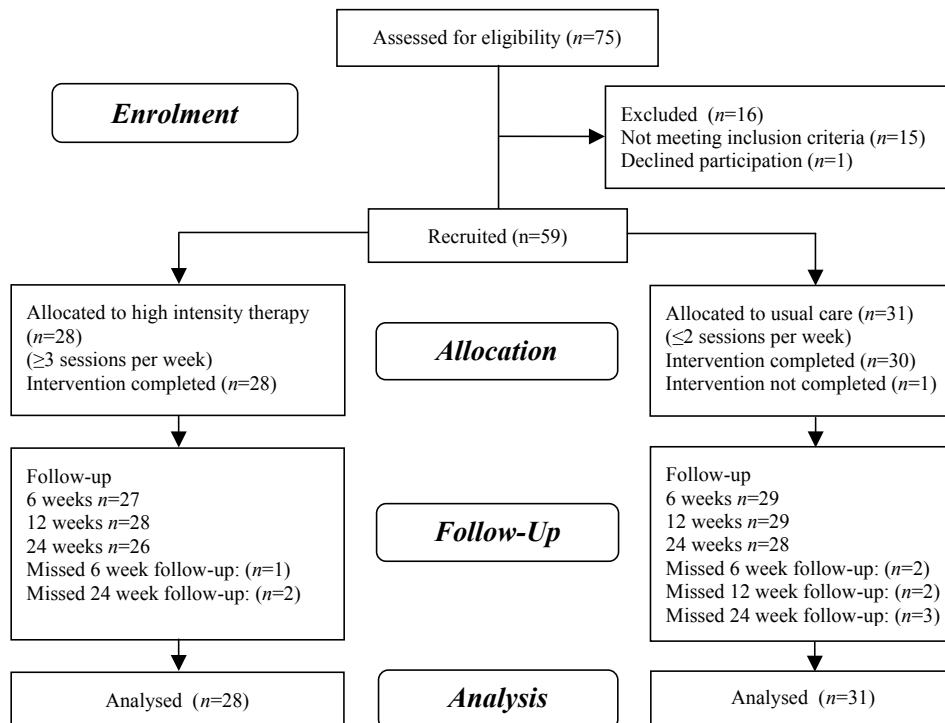 Assessed for eligibility (n=75)
Enrolment
Excluded (n=16)
Not meeting inclusion criteria (n=15)
Declined participation (n=1)
Recruited (n=59)
Allocated to high intensity therapy
(n=28)
(≥3 sessions per week)
Intervention completed (n=28)
Allocation
Allocated to usual care (n=31)
(≤2 sessions per week)
Intervention completed (n=30)
Intervention not completed (n=1)
Follow-up
6 weeks n=27
12 weeks n=28
24 weeks n=26
Missed 6 week follow-up: (n=1)
Missed 24 week follow-up: (n=2)
Follow-Up
Follow-up
6 weeks n=29
12 weeks n=29
24 weeks n=28
Missed 6 week follow-up: (n=2)
Missed 12 week follow-up: (n=2)
Missed 24 week follow-up: (n=3)
Analysed (n=28)
Analysis
Analysed (n=31)